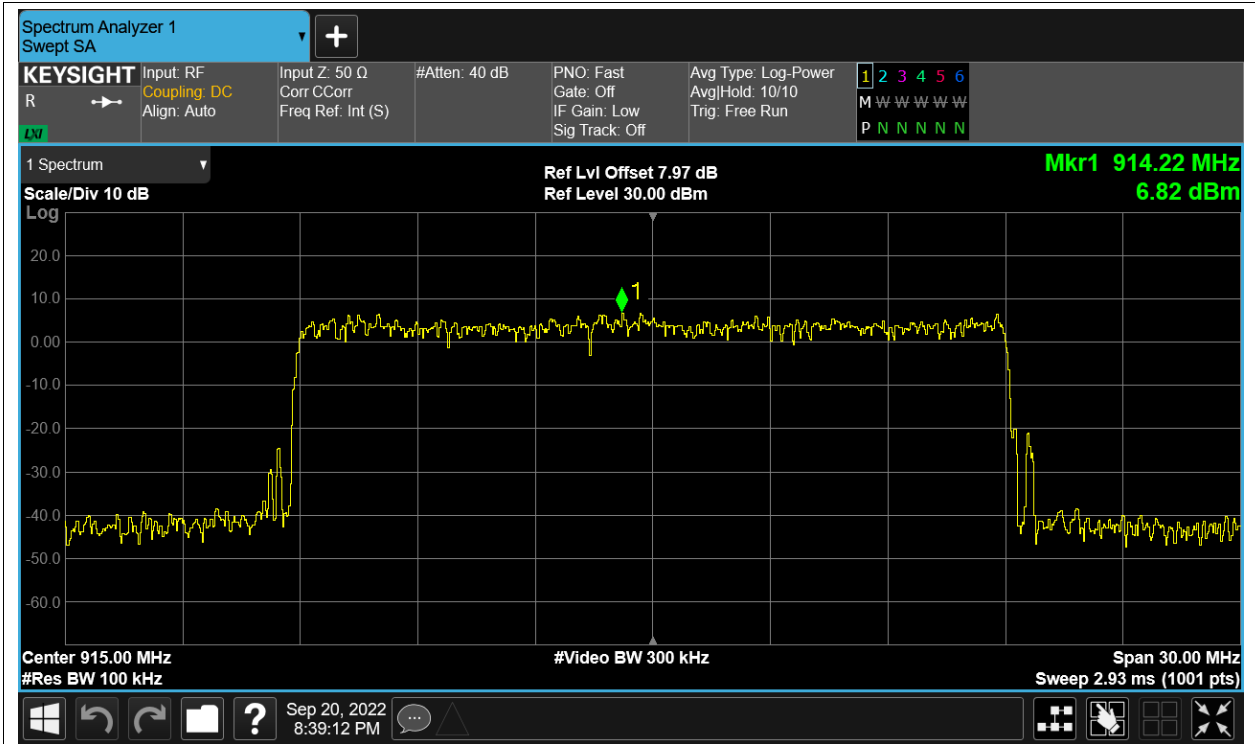 Spectrum Analyzer 1
Swept SA
+
KEYSIGHT
R
LXI
Input: RF
Coupling: DC
Align: Auto
Input Z: 50 Ω
Corr CCorr
Freq Ref: Int (S)
#Atten: 40 dB
PNO: Fast
Gate: Off
IF Gain: Low
Sig Track: Off
Avg Type: Log-Power
Avg|Hold: 10/10
Trig: Free Run
1 2 3 4 5 6
M W W W W W
P N N N N N
1 Spectrum
Scale/Div 10 dB
Ref Lvl Offset 7.97 dB
Ref Level 30.00 dBm
Mkr1 914.22 MHz
6.82 dBm
Log
20.0
10.0
1
0.00
-10.0
-20.0
-30.0
-40.0
-50.0
-60.0
Center 915.00 MHz
#Video BW 300 kHz
Span 30.00 MHz
#Res BW 100 kHz
Sweep 2.93 ms (1001 pts)
?
Sep 20, 2022
8:39:12 PM